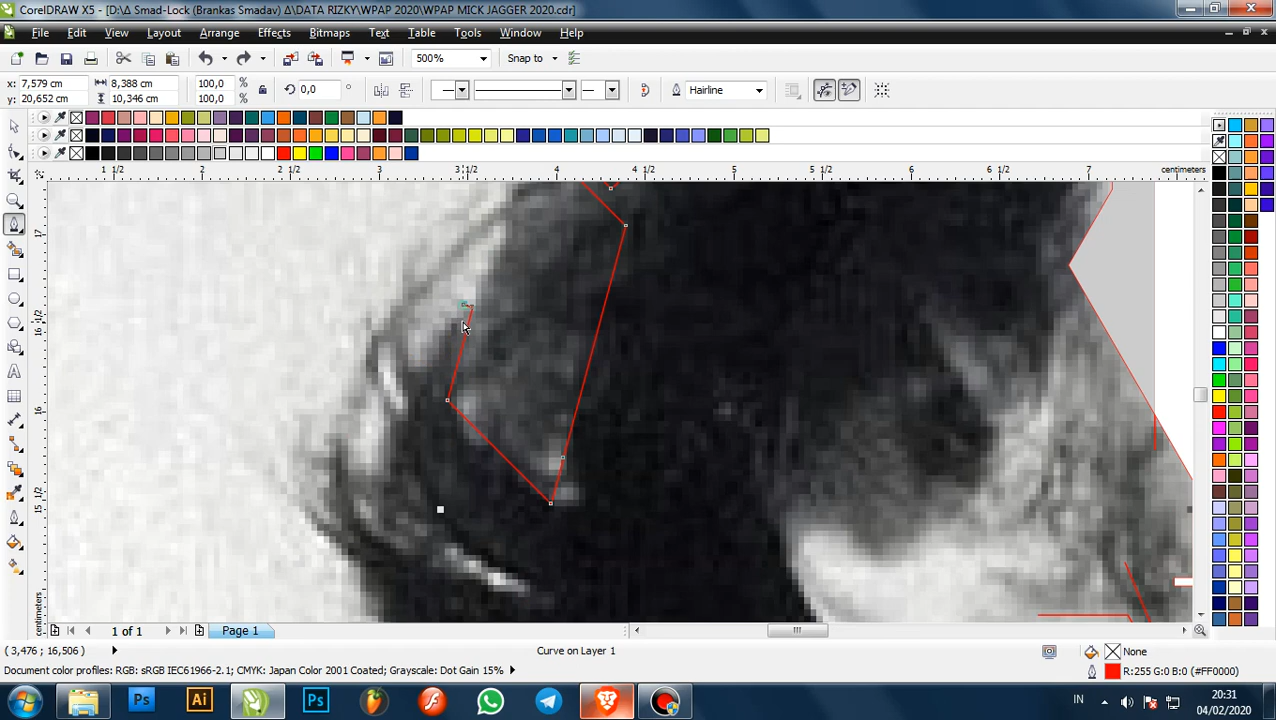 CorelDRAW X5 - [D:\Δ Smad-Lock (Brankas Smadav) Δ\DATA RIZKY\WPAP 2020\WPAP MICK JAGGER 2020.cdr]
File Edit View Layout Arrange Effects Bitmaps Text Table Tools Window Help
500% Snap to
x: 7,579 cm 8,388 cm 100,0 % 0,0 ° Hairline
y: 20,652 cm 10,346 cm 100,0 %
1 1/2 2 2 1/2 3 3 1/2 4 4 1/2 5 5 1/2 6 6 1/2 7 centimeters
17
16 1/2
16
15 1/2
centimeters
1 of 1 Page 1
( 3,476 ; 16,506 ) Curve on Layer 1 None
Document color profiles: RGB: sRGB IEC61966-2.1; CMYK: Japan Color 2001 Coated; Grayscale: Dot Gain 15% R:255 G:0 B:0 (#FF0000)
Ps Ai Ps IN 20:31
04/02/2020